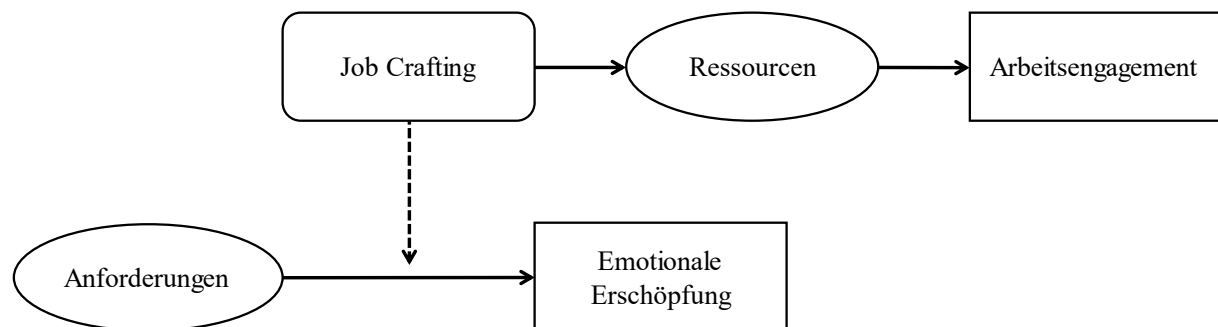 Job Crafting
Ressourcen
Arbeitsengagement
Anforderungen
Emotionale
Erschöpfung